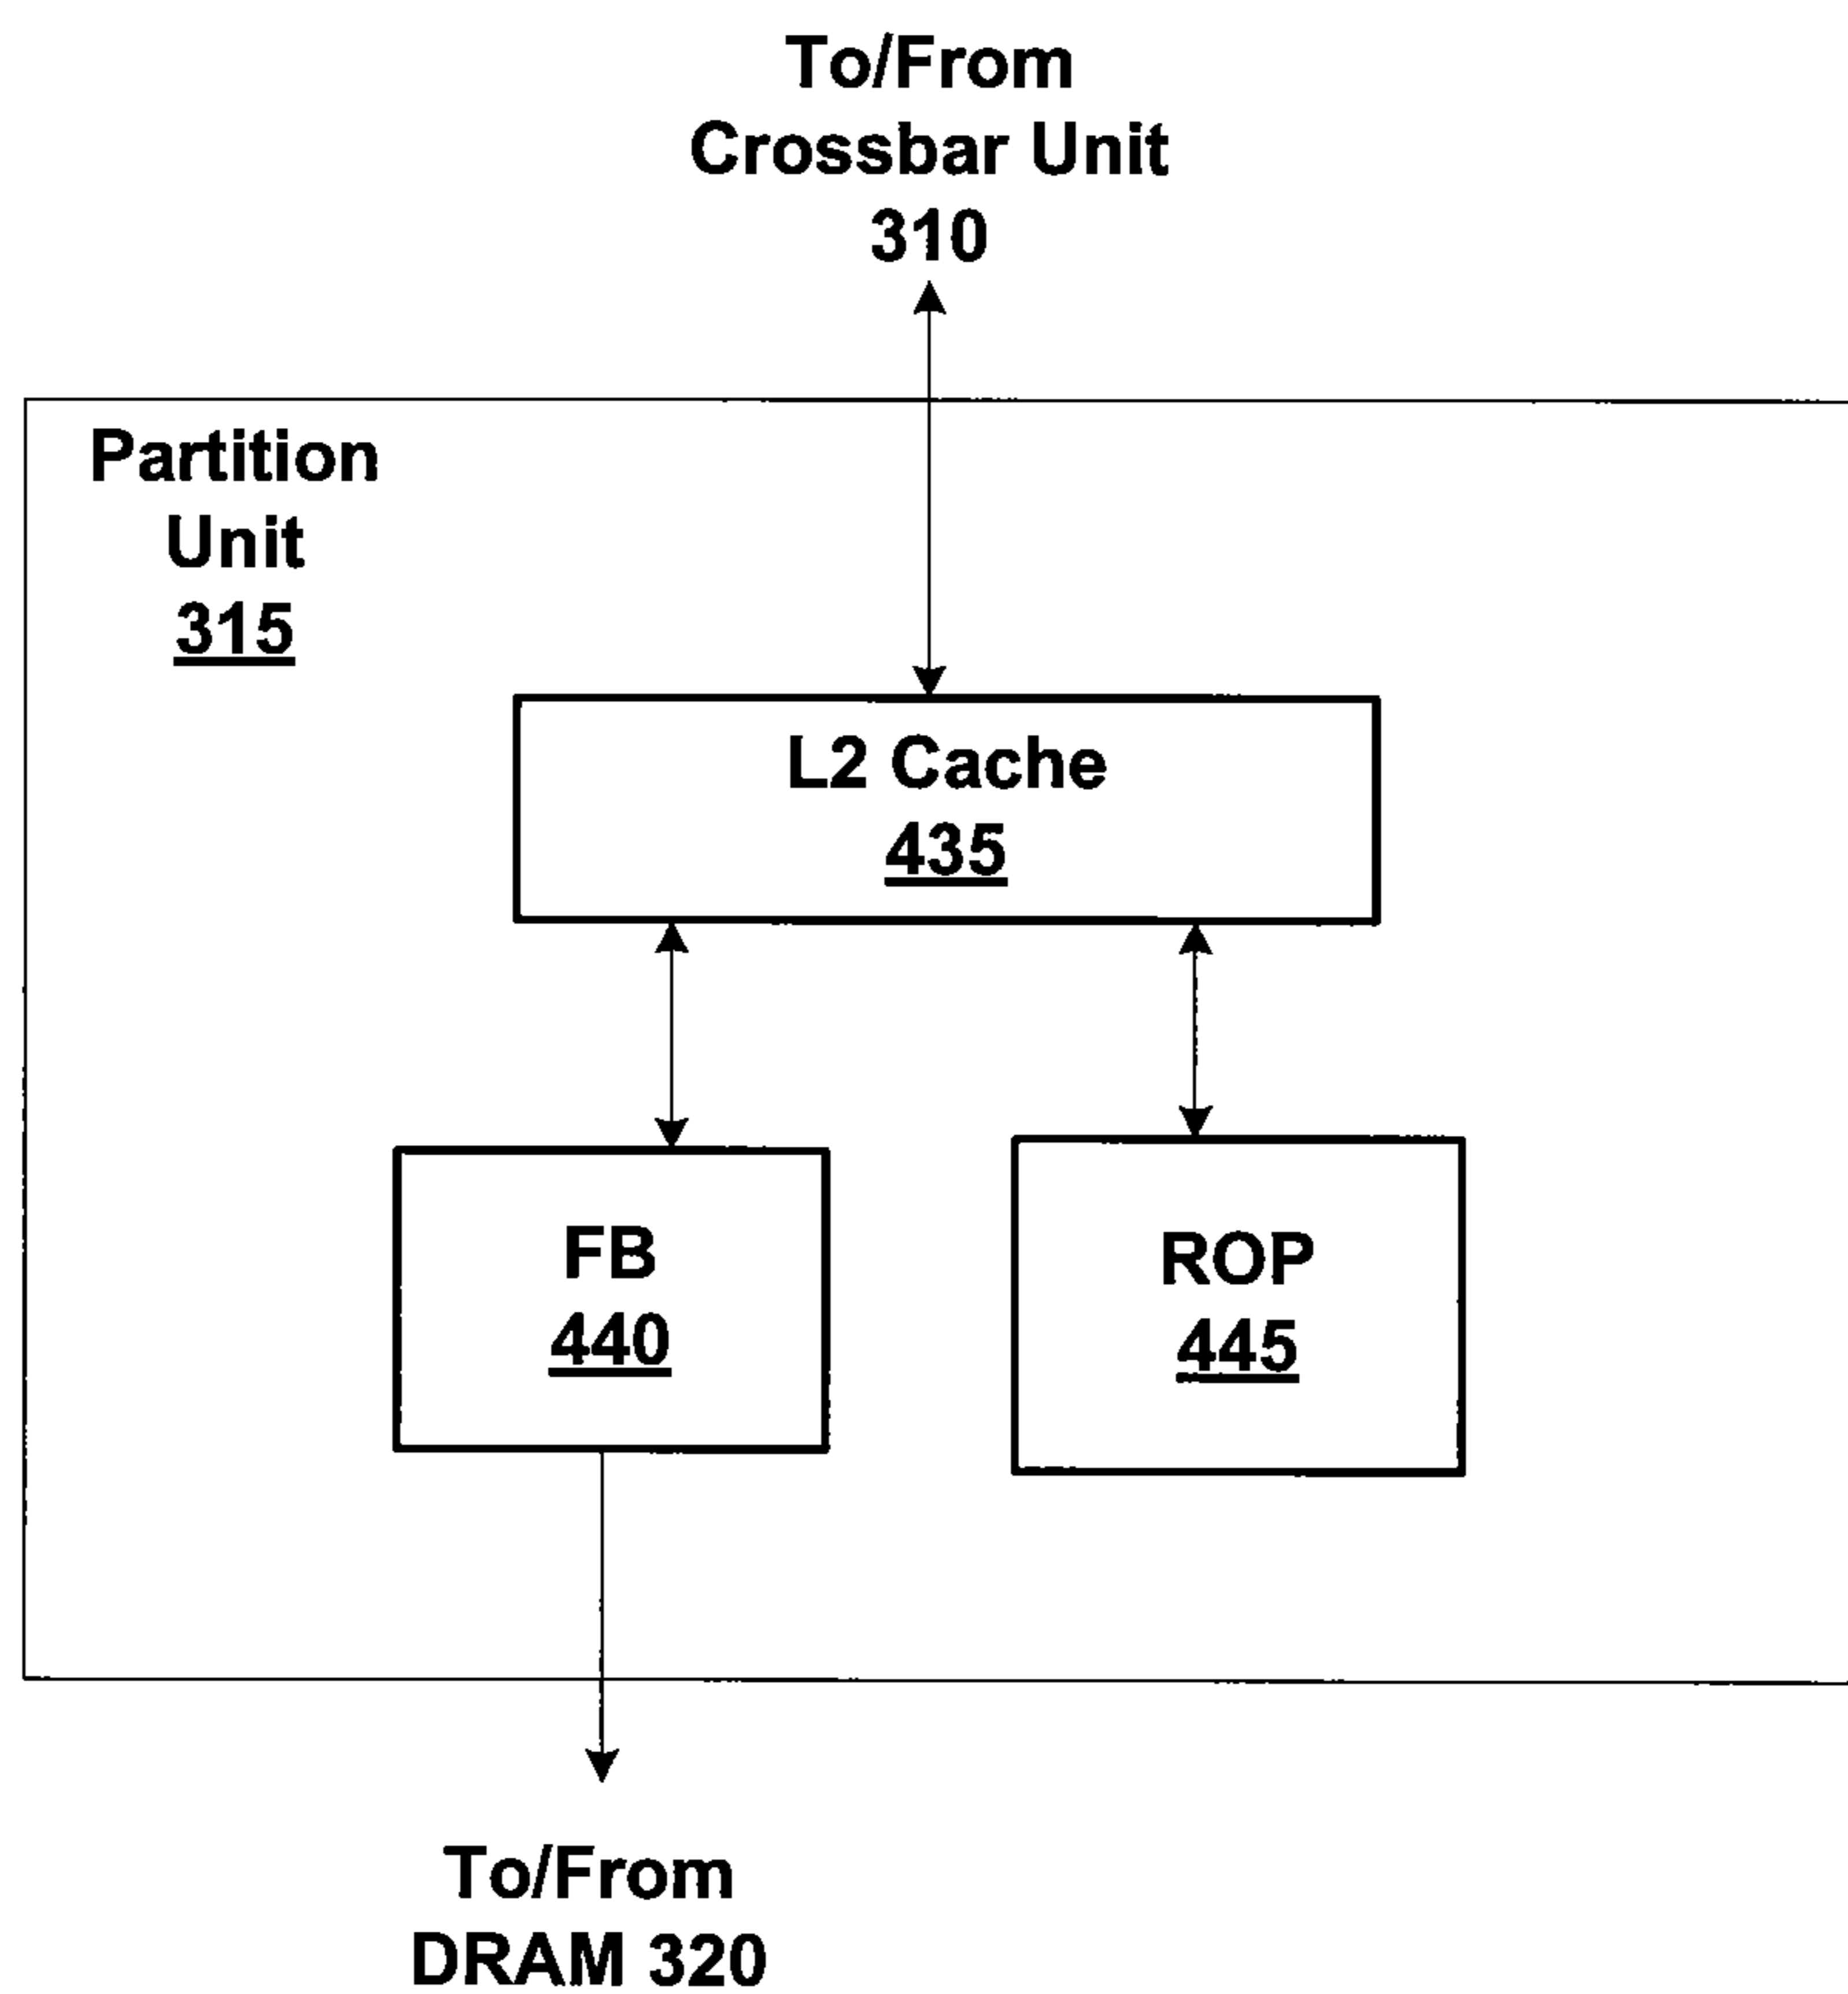 To/From
Crossbar Unit
310
Partition
Unit
315
L2 Cache
435
FB
440
ROP
445
To/From
DRAM 320